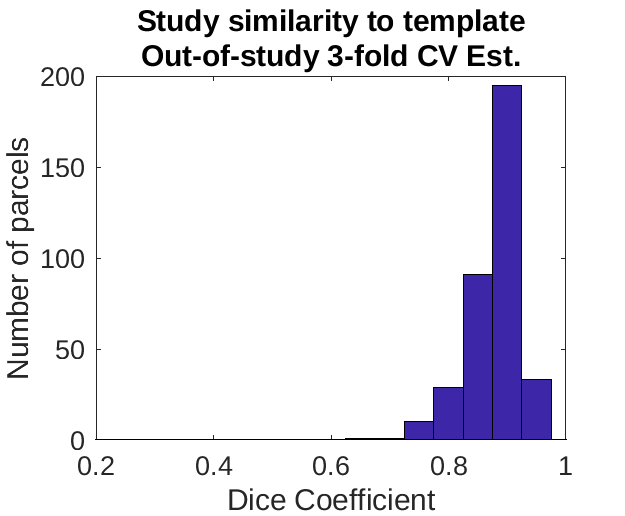 Study similarity to template
Out-of-study 3-fold CV Est.
200
150
100
50
0
Number of parcels
0.2 0.4 0.6 0.8 1
Dice Coefficient